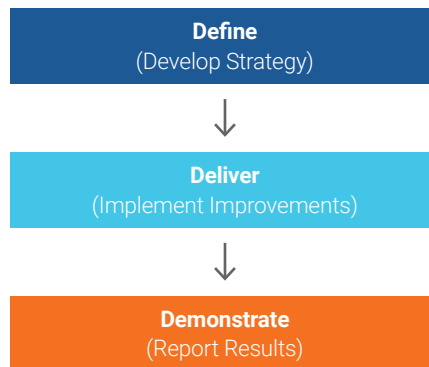 Define
(Develop Strategy)
Deliver
(Implement Improvements)
Demonstrate
(Report Results)